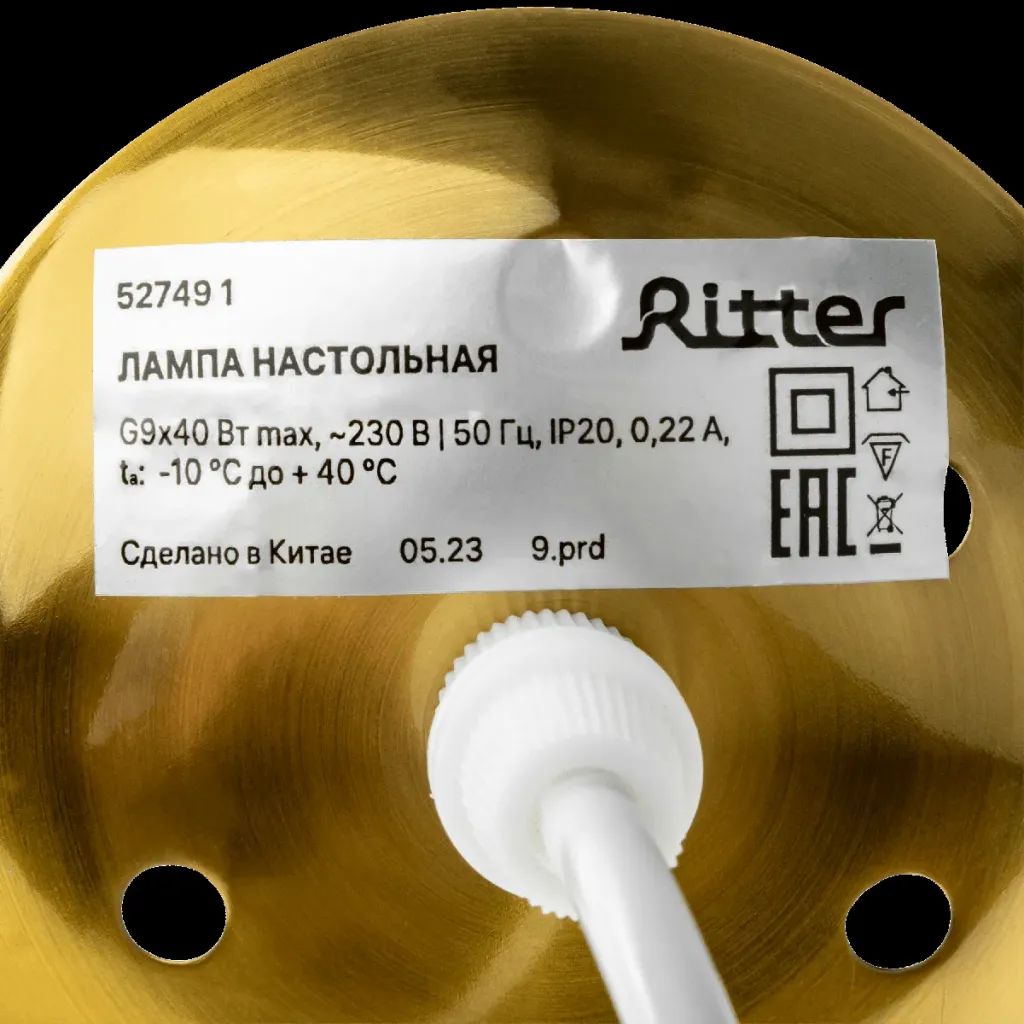 52749 1
Ritter
ЛАМПА НАСТОЛЬНАЯ
G9x40 Вт max, ~230 В | 50 Гц, IP20, 0,22 А,
tₐ: -10 °C до + 40 °C
F
EAC
Сделано в Китае 05.23 9.prd